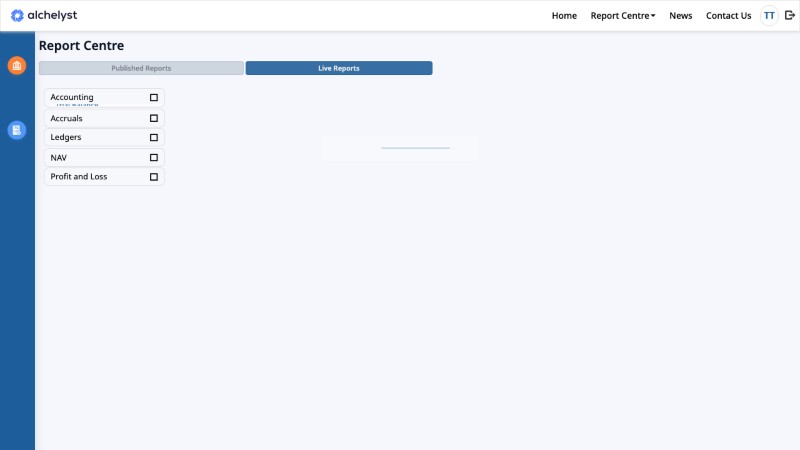 alchelyst
Home Report Centre News Contact Us TT
Report Centre
Published Reports Live Reports
Accounting
Accruals
Ledgers
NAV
Profit and Loss